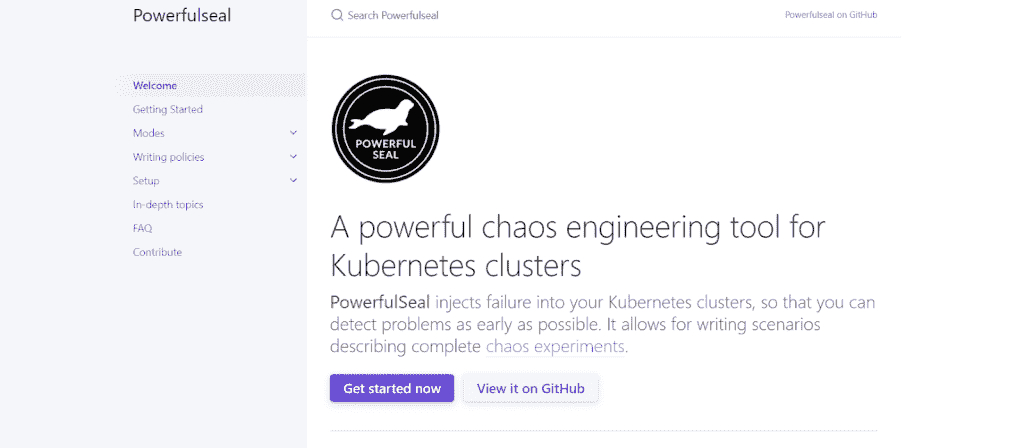 Powerfulseal
Search Powerfulseal
Powerfulseal on GitHub
Welcome
Getting Started
Modes
Writing policies
Setup
In-depth topics
FAQ
Contribute
POWERFUL
SEAL
A powerful chaos engineering tool for
Kubernetes clusters
PowerfulSeal injects failure into your Kubernetes clusters, so that you can
detect problems as early as possible. It allows for writing scenarios
describing complete chaos experiments.
Get started now
View it on GitHub